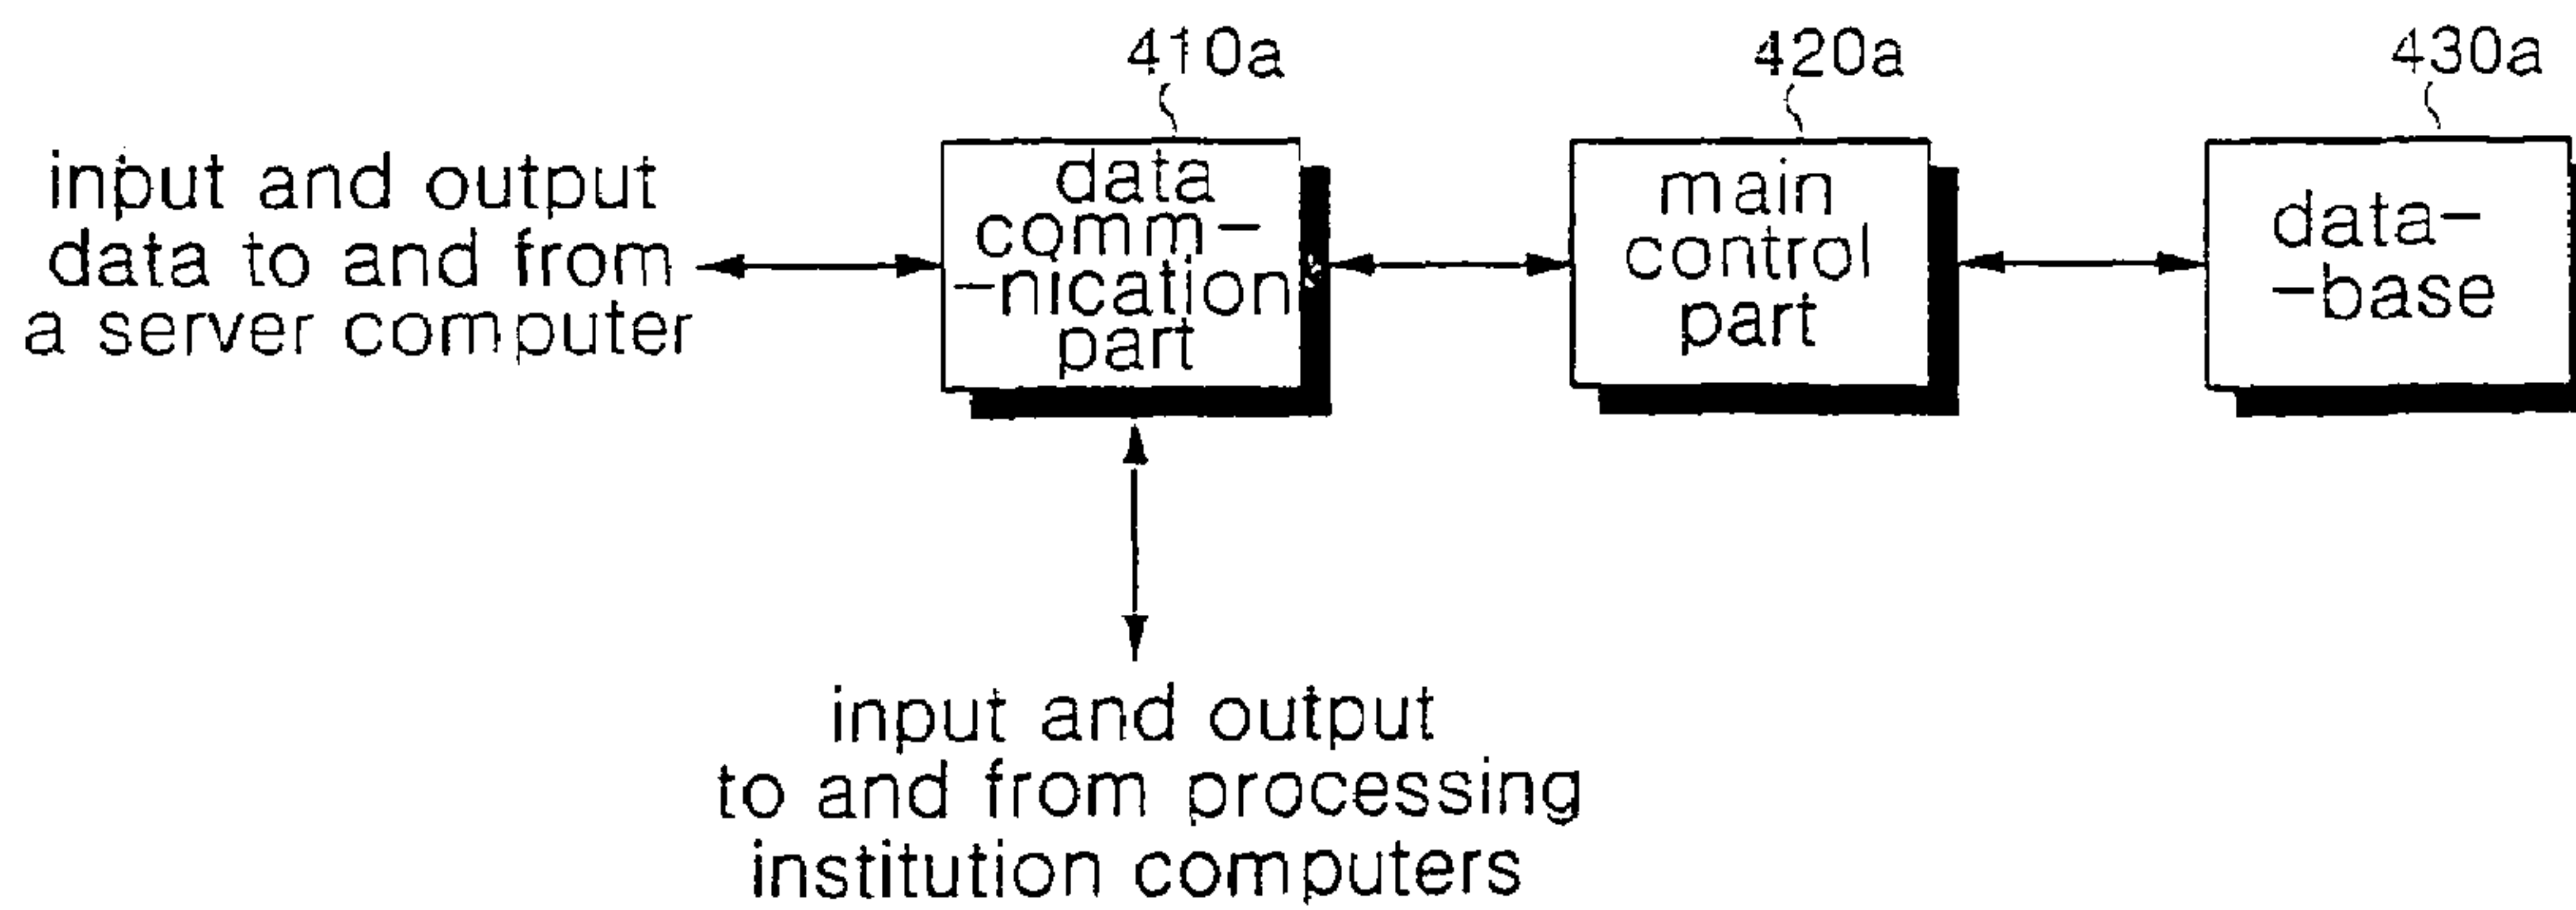 410a
420a
430a
input and output
data to and from
a server computer
data
comm-
-nication
part
main
control
part
data-
-base
input and output
to and from processing
institution computers